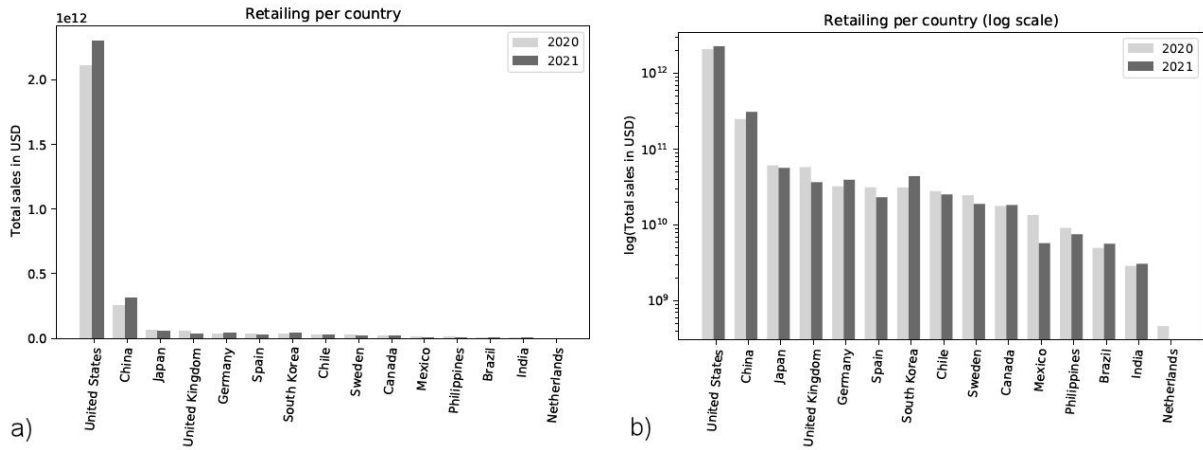 Retailing per country
1e12
2020
2021
Total sales in USD
2.0
1.5
1.0
0.5
0.0
United States
China
Japan
United Kingdom
Germany
Spain
South Korea
Chile
Sweden
Canada
Mexico
Philippines
Brazil
India
Netherlands
a)
Retailing per country (log scale)
2020
2021
log(Total sales in USD)
10¹²
10¹¹
10¹⁰
10⁹
United States
China
Japan
United Kingdom
Germany
Spain
South Korea
Chile
Sweden
Canada
Mexico
Philippines
Brazil
India
Netherlands
b)